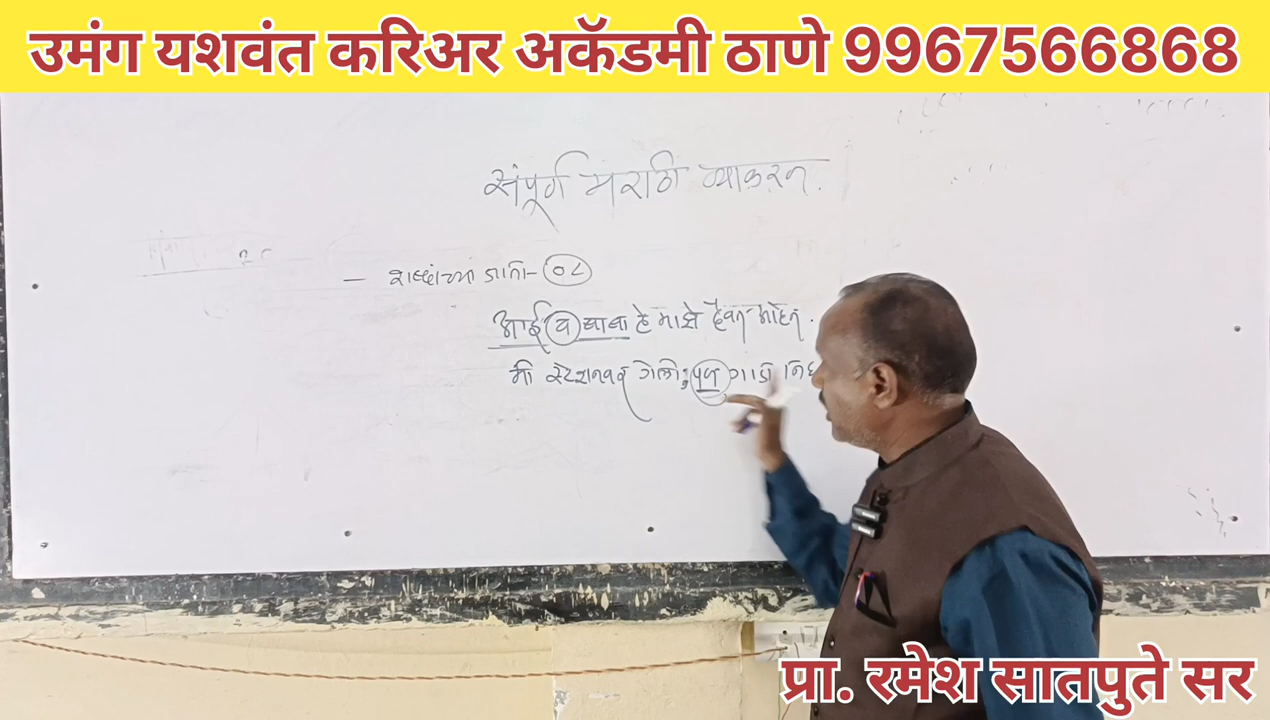 उमंग यशवंत करिअर अकॅडमी ठाणे 9967566868
संपूर्ण मराठी व्याकरण.
- शब्दांच्या जाती- ०८
आई व बाबा हे माझे दैवत आहेत.
मी स्टेशनवर गेलो; पण गाडी
प्रा. रमेश सातपुते सर